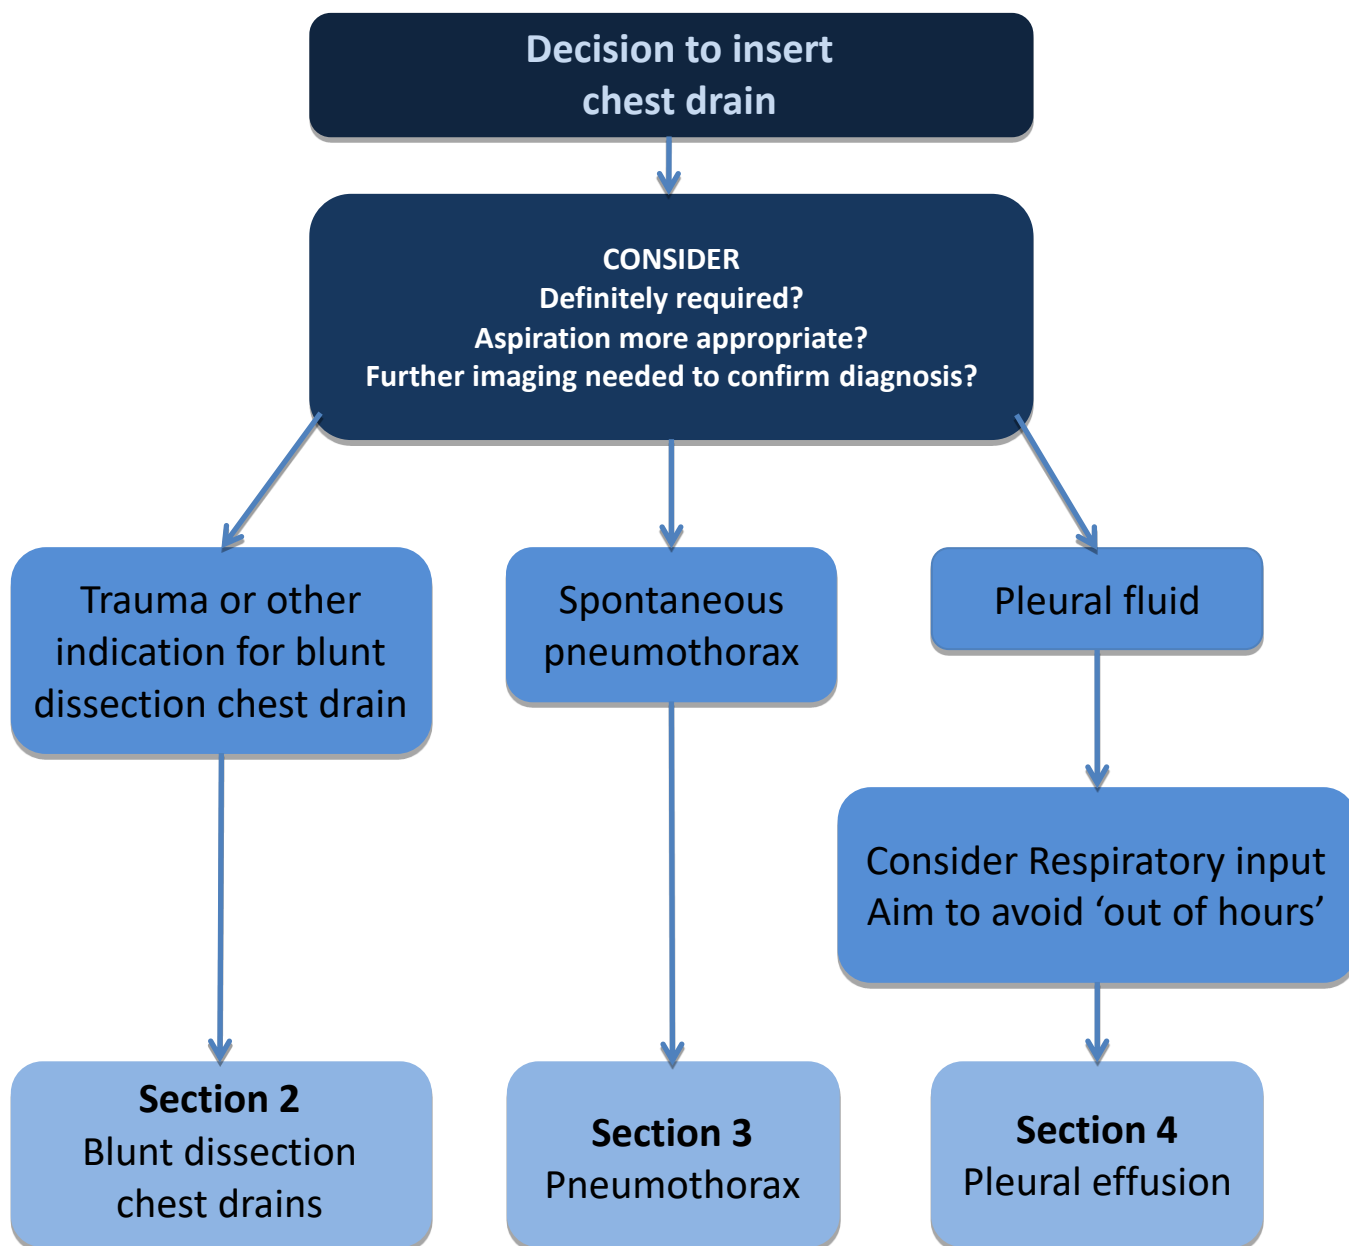 Decision to insert
chest drain
CONSIDER
Definitely required?
Aspiration more appropriate?
Further imaging needed to confirm diagnosis?
Trauma or other
indication for blunt
dissection chest drain
Spontaneous
pneumothorax
Pleural fluid
Consider Respiratory input
Aim to avoid ‘out of hours’
Section 2
Blunt dissection
chest drains
Section 3
Pneumothorax
Section 4
Pleural effusion